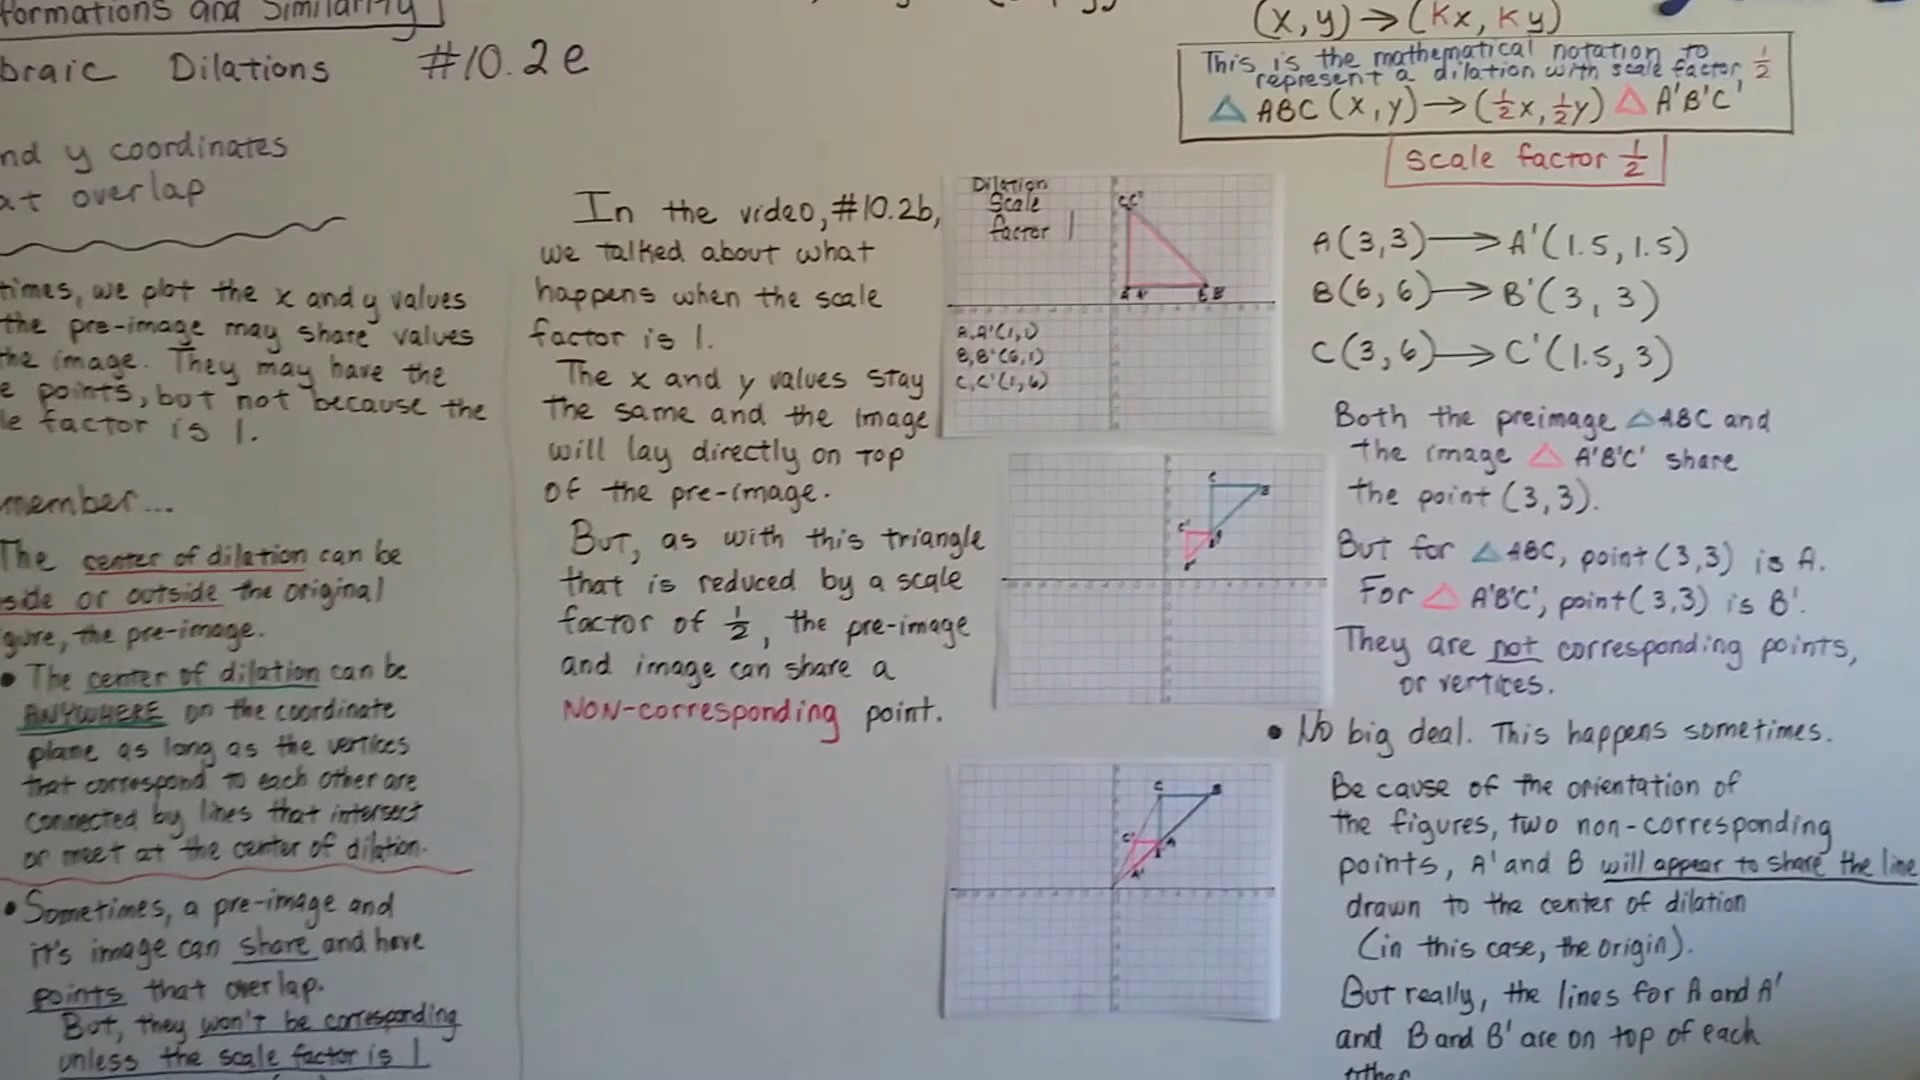 formations and Similarity
braic Dilations #10.2e
nd y coordinates
at overlap
times, we plot the x and y values
the pre-image may share values
the image. They may have the
e points, but not because the
le factor is 1.
member...
The center of dilation can be
side or outside the original
gure, the pre-image.
• The center of dilation can be
ANYWHERE on the coordinate
plane as long as the vertices
that correspond to each other are
connected by lines that intersect
or meet at the center of dilation.
• Sometimes, a pre-image and
it's image can share and have
points that overlap.
But, they won't be corresponding
unless the scale factor is 1
In the video, #10.2b,
we talked about what
happens when the scale
factor is 1.
The x and y values stay
the same and the image
will lay directly on top
of the pre-image.
But, as with this triangle
that is reduced by a scale
factor of 1/2, the pre-image
and image can share a
NON-corresponding point.
Dilation
Scale
factor 1
A,A'(1,1)
B,B'(6,1)
C,C'(1,6)
(x,y)→(Kx, Ky)
This is the mathematical notation to
represent a dilation with scale factor, 1/2
△ ABC (x,y)→(1/2x, 1/2y) △ A'B'C'
scale factor 1/2
A(3,3)→A'(1.5, 1.5)
B(6,6)→B'(3, 3)
C(3,6)→C'(1.5, 3)
Both the preimage △ABC and
the image △ A'B'C' share
the point (3,3).
But for △ABC, point (3,3) is A.
For △ A'B'C', point (3,3) is B'.
They are not corresponding points,
or vertices.
• No big deal. This happens sometimes.
Because of the orientation of
the figures, two non-corresponding
points, A' and B will appear to share the line
drawn to the center of dilation
(in this case, the origin).
But really, the lines for A and A'
and B and B' are on top of each
other